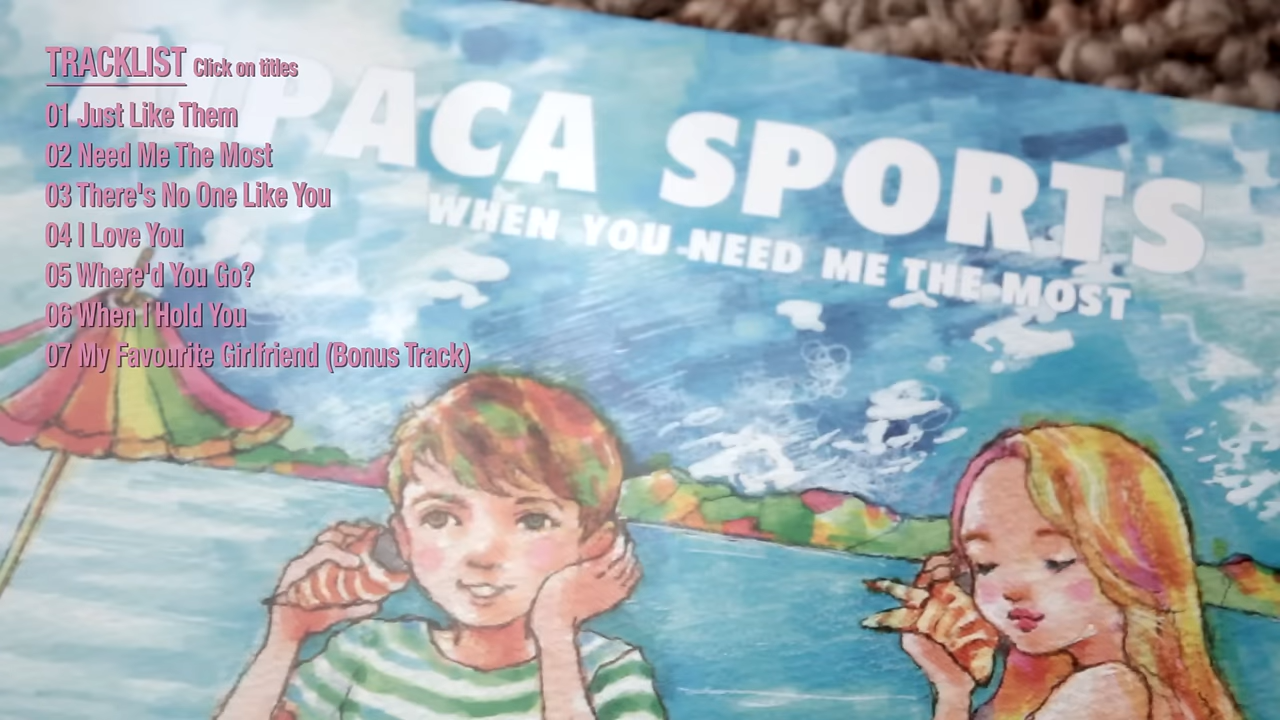 TRACKLIST Click on titles
01 Just Like Them
02 Need Me The Most
03 There's No One Like You
04 I Love You
05 Where'd You Go?
06 When I Hold You
07 My Favourite Girlfriend (Bonus Track)
ALPACA SPORTS
WHEN YOU NEED ME THE MOST